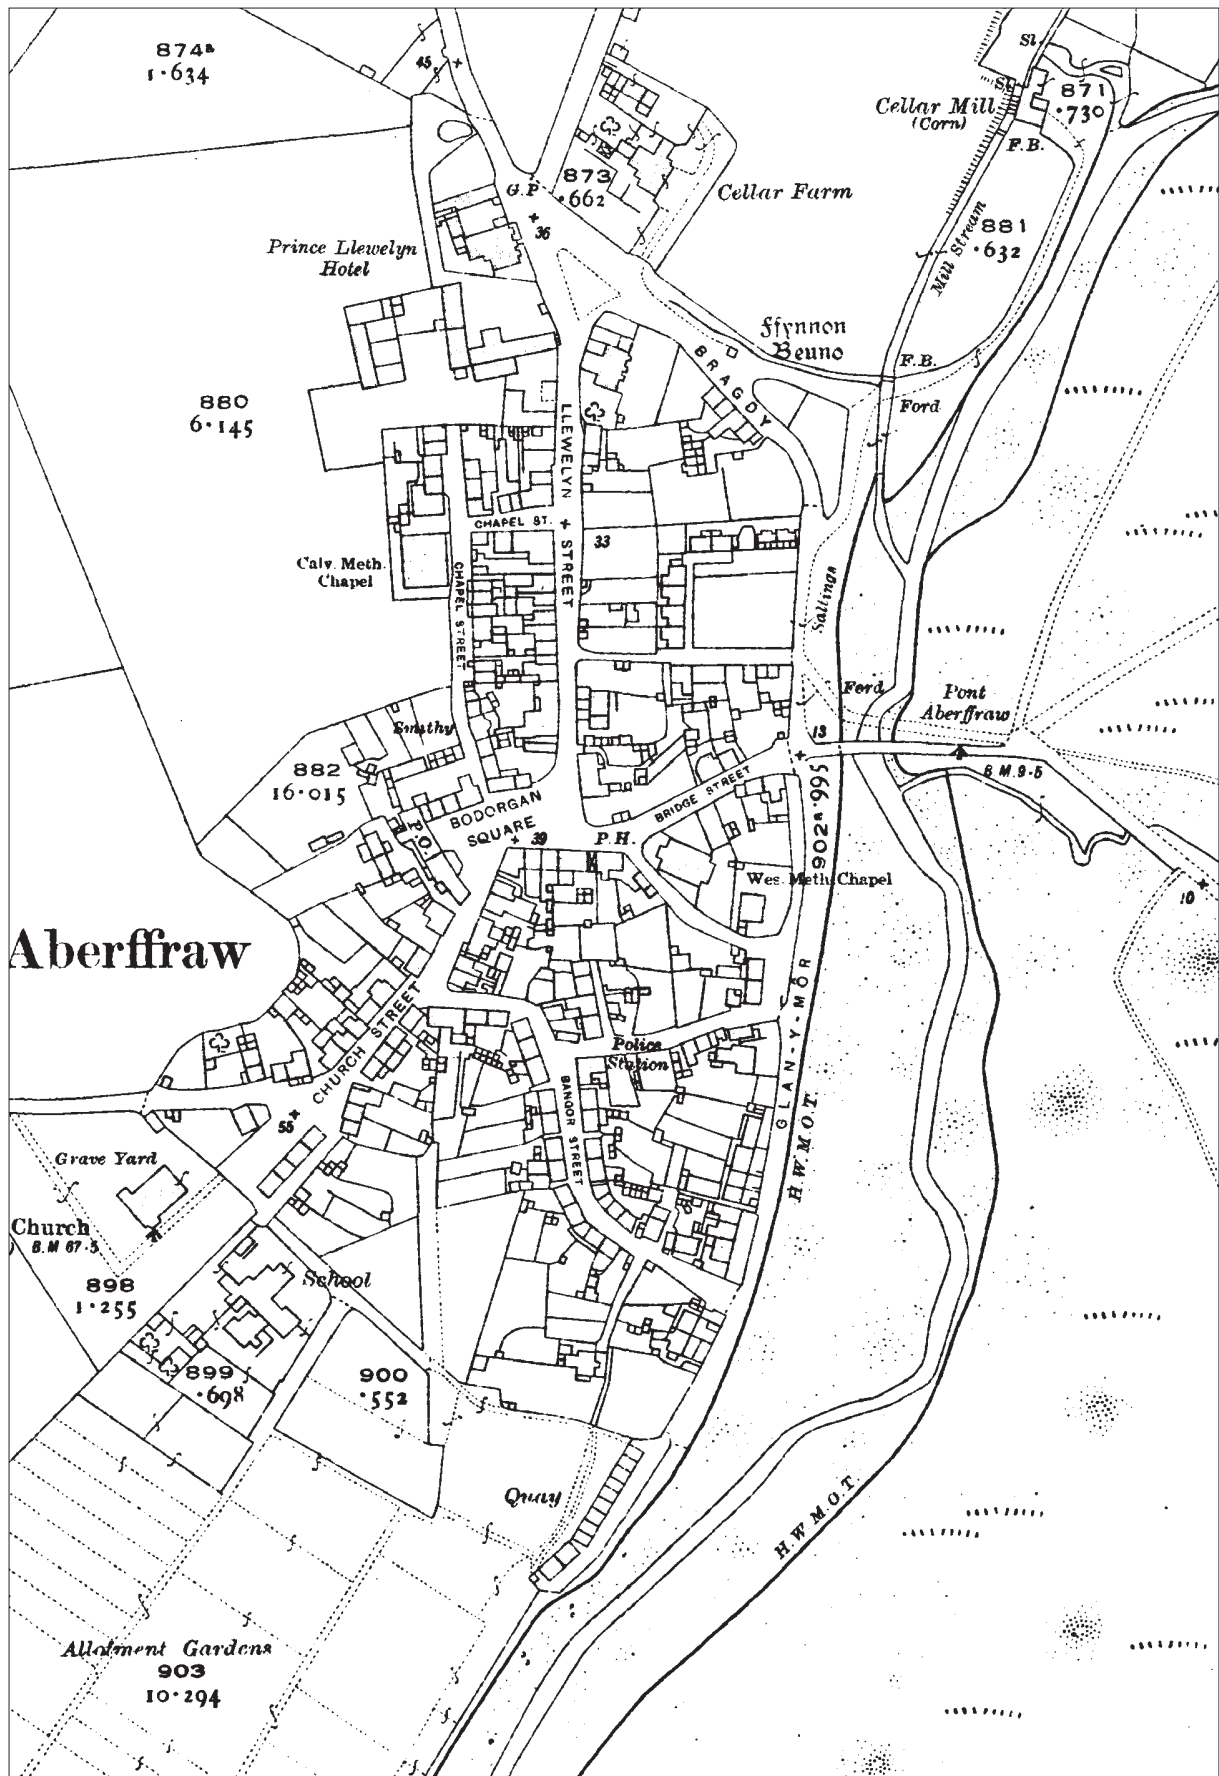 874a
1·634
45
Sl.
Sl.
871
·730
Cellar Mill
(Corn)
F.B.
G.P
873
·662
Cellar Farm
36
881
·632
Mill Stream
Prince Llewelyn
Hotel
Ffynnon
Beuno
F.B.
BRAGDY
Ford
880
6·145
LLEWELYN STREET
CHAPEL ST.
33
Calv. Meth.
Chapel
CHAPEL STREET
Saltings
Ford
Pont
Aberffraw
Smithy
13
B.M.9·5
882
16·015
BODORGAN
SQUARE
39
P.O.
P.H.
BRIDGE STREET
902a ·995
Wes. Meth. Chapel
10
Aberffraw
CHURCH STREET
GLAN-Y-MÔR
Police
Station
BANGOR STREET
H.W.M.O.T.
55
Grave Yard
Church
B.M 67·5
898
1·255
School
899
·698
900
·552
Quay
H.W.M.O.T.
Allotment Gardens
903
10·294